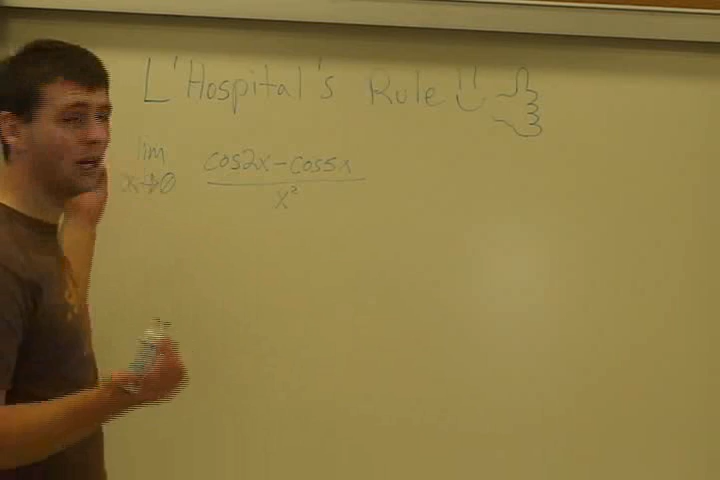 L'Hospital's Rule
lim x→0 cos2x-cos5x
x²